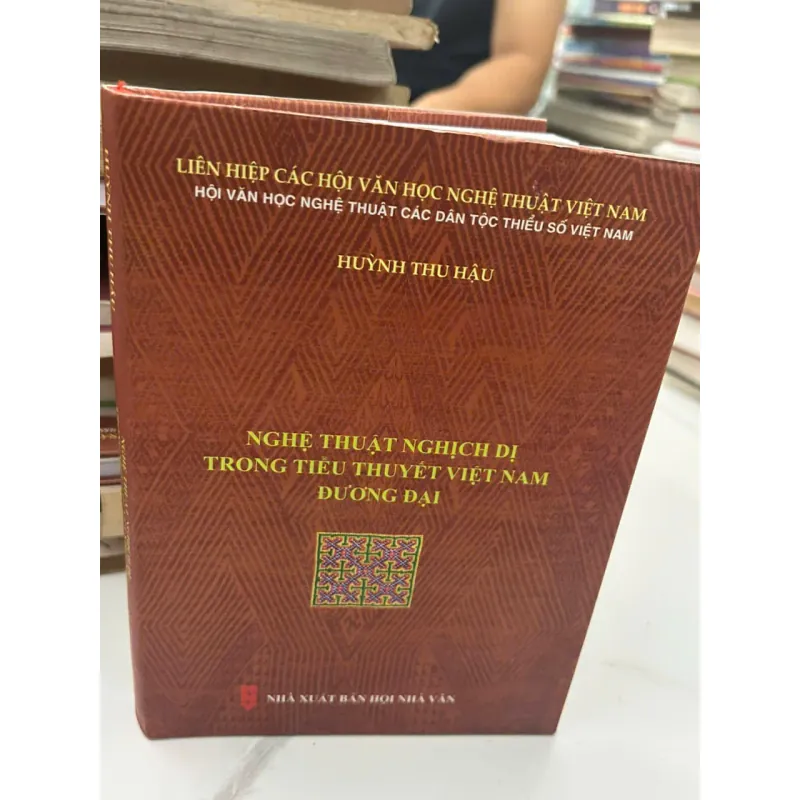 LIÊN HIỆP CÁC HỘI VĂN HỌC NGHỆ THUẬT VIỆT NAM
HỘI VĂN HỌC NGHỆ THUẬT CÁC DÂN TỘC THIỂU SỐ VIỆT NAM
HUỲNH THU HẬU
NGHỆ THUẬT NGHỊCH DỊ
TRONG TIỂU THUYẾT VIỆT NAM
ĐƯƠNG ĐẠI
NHÀ XUẤT BẢN HỘI NHÀ VĂN